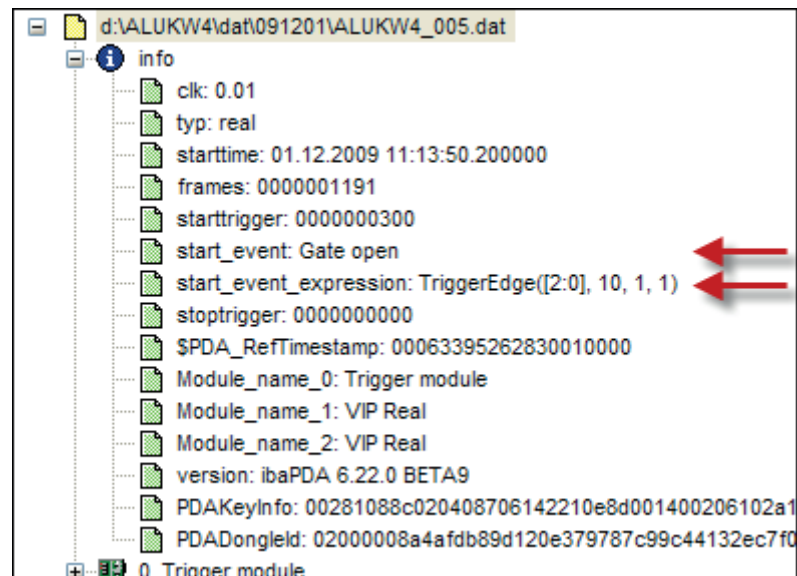 d:\ALUKW4\dat\091201\ALUKW4_005.dat
info
clk: 0.01
typ: real
starttime: 01.12.2009 11:13:50.200000
frames: 0000001191
starttrigger: 0000000300
start_event: Gate open
start_event_expression: TriggerEdge([2:0], 10, 1, 1)
stoptrigger: 0000000000
$PDA_RefTimestamp: 00063395262830010000
Module_name_0: Trigger module
Module_name_1: VIP Real
Module_name_2: VIP Real
version: ibaPDA 6.22.0 BETA9
PDAKeyInfo: 00281088c020408706142210e8d001400206102a1
PDADongleId: 02000008a4afdb89d120e379787c99c44132ec7f0
0. Trigger module